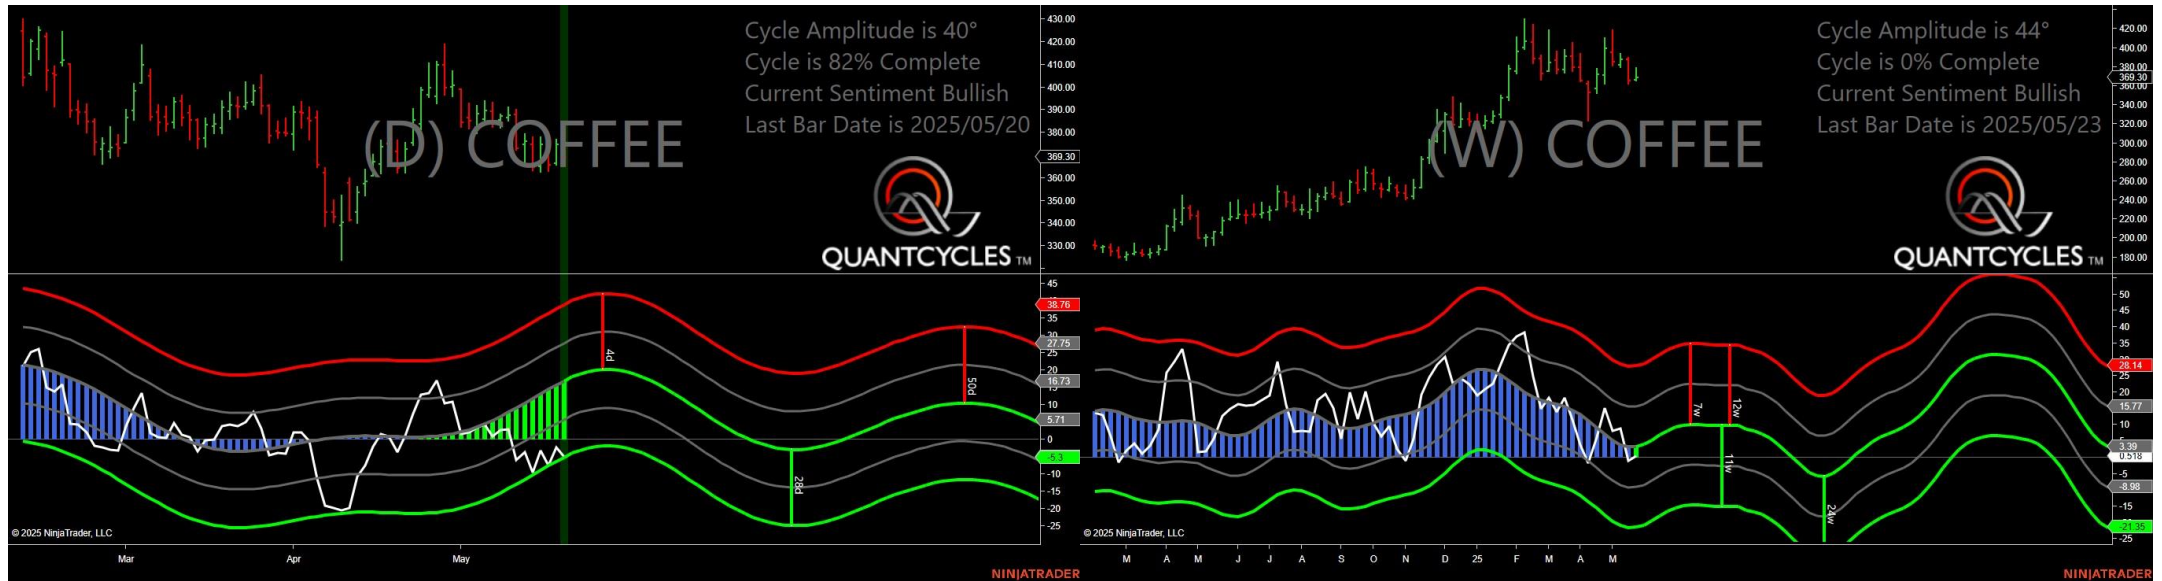 Cycle Amplitude is 40°
Cycle is 82% Complete
Current Sentiment Bullish
Last Bar Date is 2025/05/20
(D) COFFEE
QUANTCYCLES TM
430.00
420.00
410.00
400.00
390.00
380.00
369.30
360.00
350.00
340.00
330.00
45
38.76
35
30
27.75
25
20
16.73
10
5.71
0
-5.3
-10
-15
-20
-25
4d
28d
50d
© 2025 NinjaTrader, LLC
Mar
Apr
May
NINJATRADER
Cycle Amplitude is 44°
Cycle is 0% Complete
Current Sentiment Bullish
Last Bar Date is 2025/05/23
(W) COFFEE
QUANTCYCLES TM
420.00
400.00
380.00
369.30
360.00
340.00
320.00
300.00
280.00
260.00
240.00
220.00
200.00
180.00
50
45
40
35
28.14
25
20
15.77
10
3.39
0.518
-5
-8.98
-15
-21.35
-25
7w
12w
11w
24w
© 2025 NinjaTrader, LLC
M A M J J A S O N D 25 F M A M
NINJATRADER